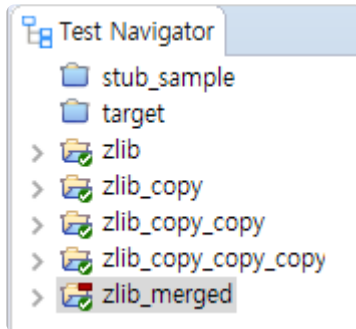 Test Navigator
stub_sample
target
zlib
zlib_copy
zlib_copy_copy
zlib_copy_copy_copy
zlib_merged